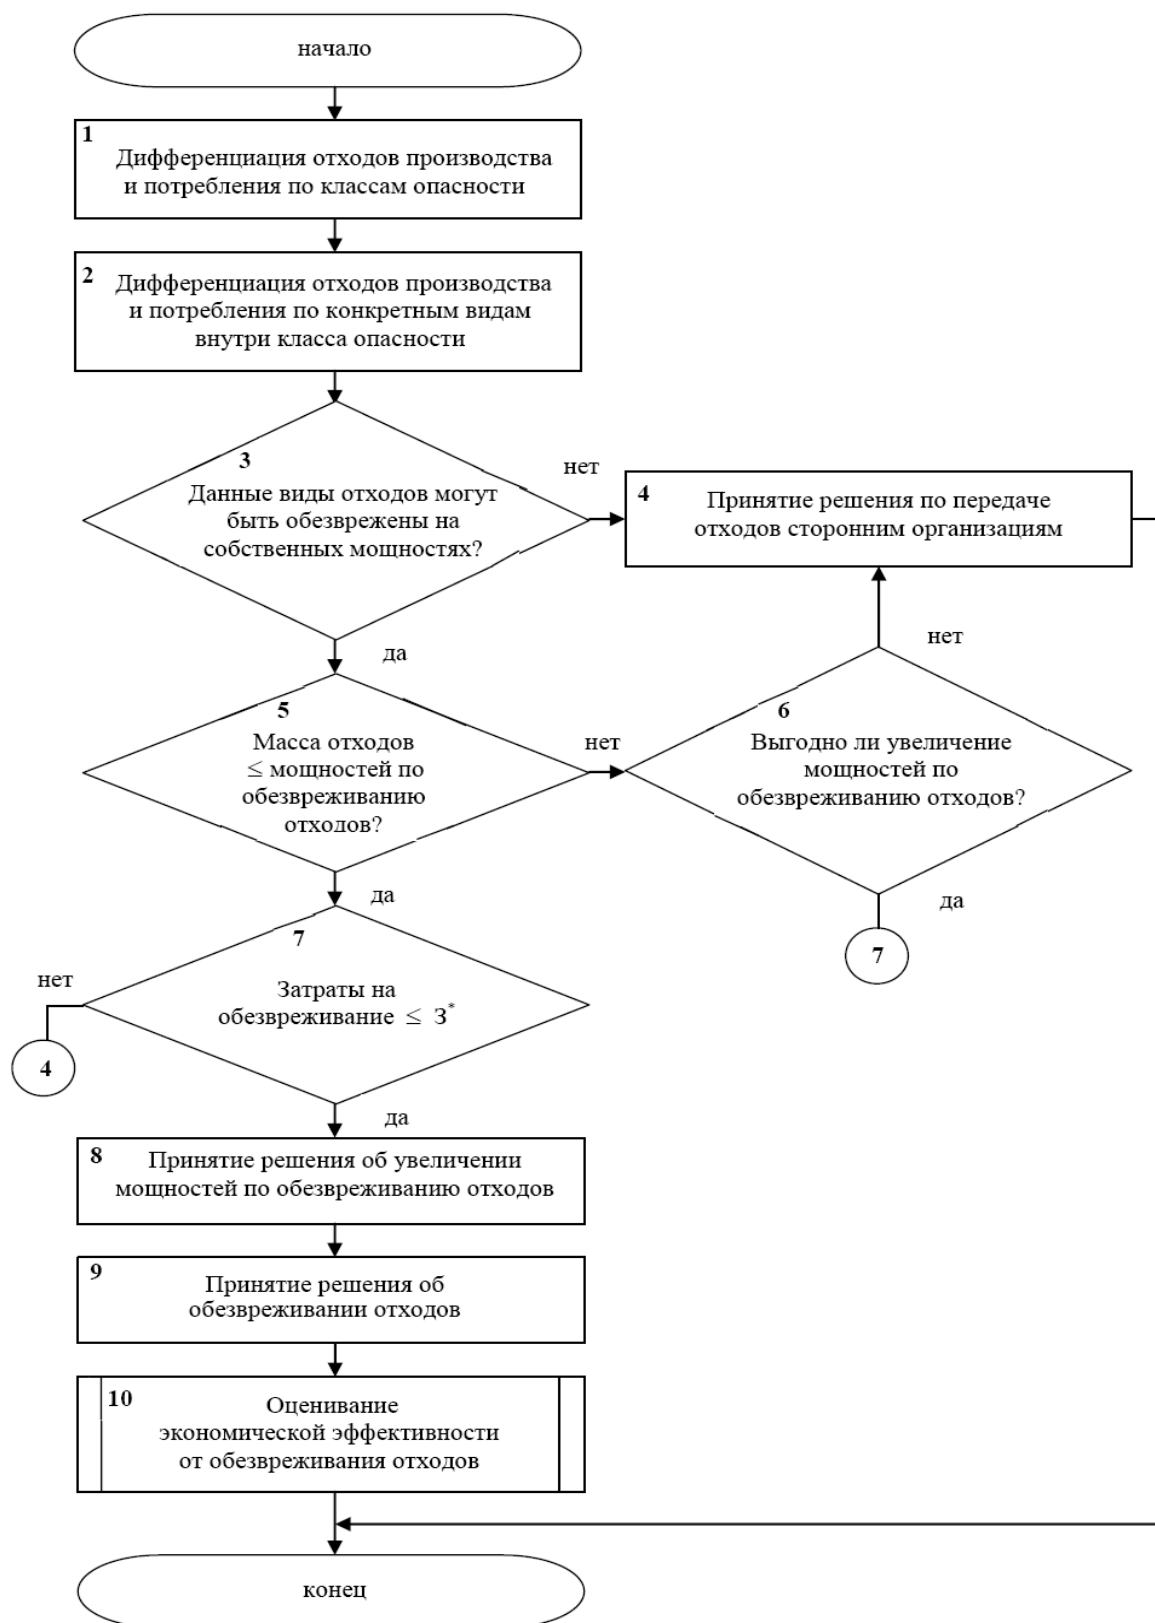 начало
1
Дифференциация отходов производства
и потребления по классам опасности
2
Дифференциация отходов производства
и потребления по конкретным видам
внутри класса опасности
3
Данные виды отходов могут
быть обезврежены на
собственных мощностях?
нет
4
Принятие решения по передаче
отходов сторонним организациям
да
нет
5
Масса отходов
≤ мощностей по
обезвреживанию
отходов?
нет
6
Выгодно ли увеличение
мощностей по
обезвреживанию отходов?
да
да
7
7
Затраты на
обезвреживание ≤ З*
нет
4
да
8
Принятие решения об увеличении
мощностей по обезвреживанию отходов
9
Принятие решения об
обезвреживании отходов
10
Оценивание
экономической эффективности
от обезвреживания отходов
конец